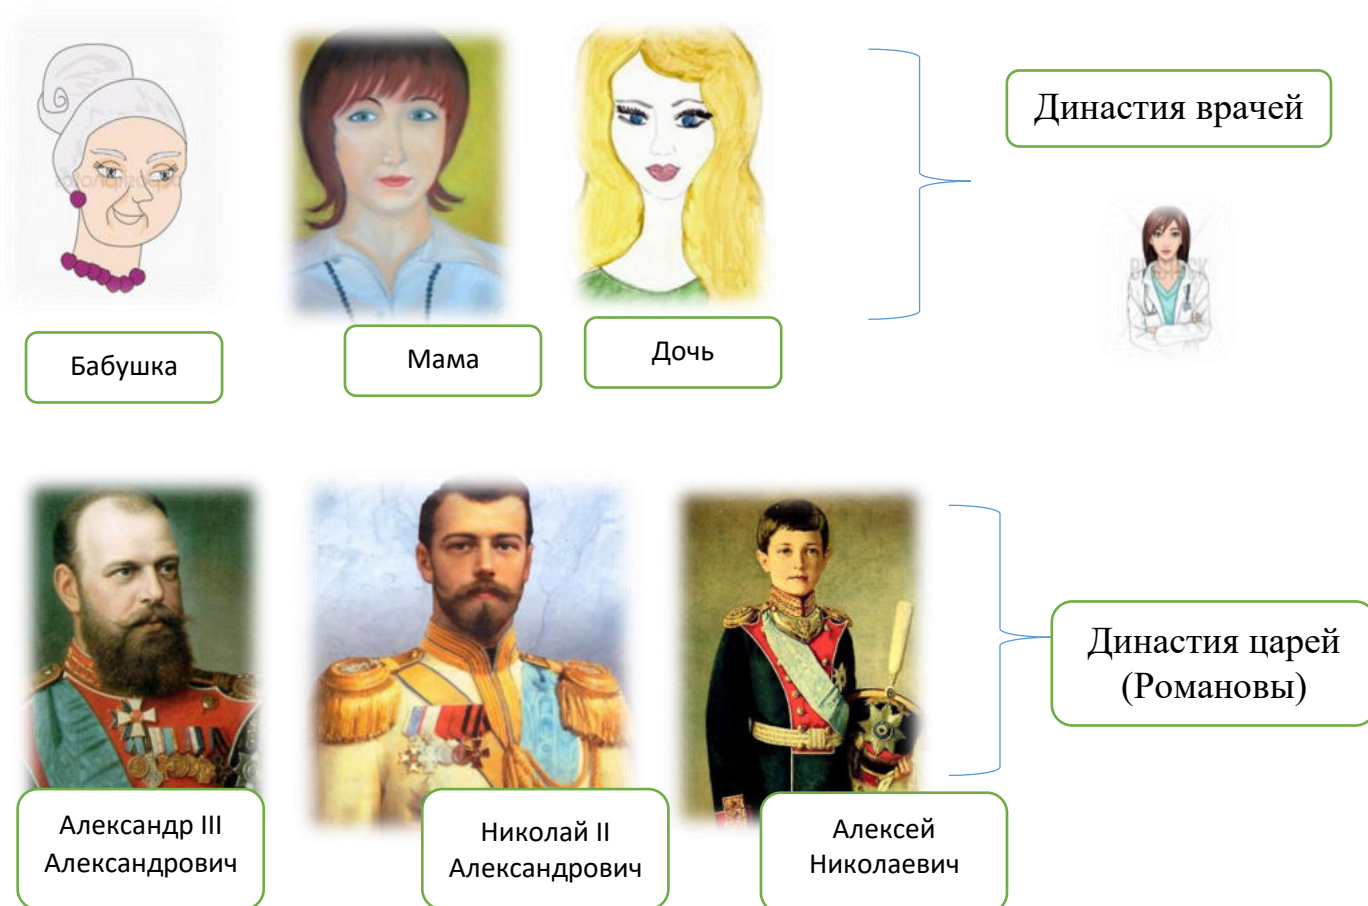 Династия врачей
Бабушка
Мама
Дочь
Династия царей
(Романовы)
Александр III
Александрович
Николай II
Александрович
Алексей
Николаевич